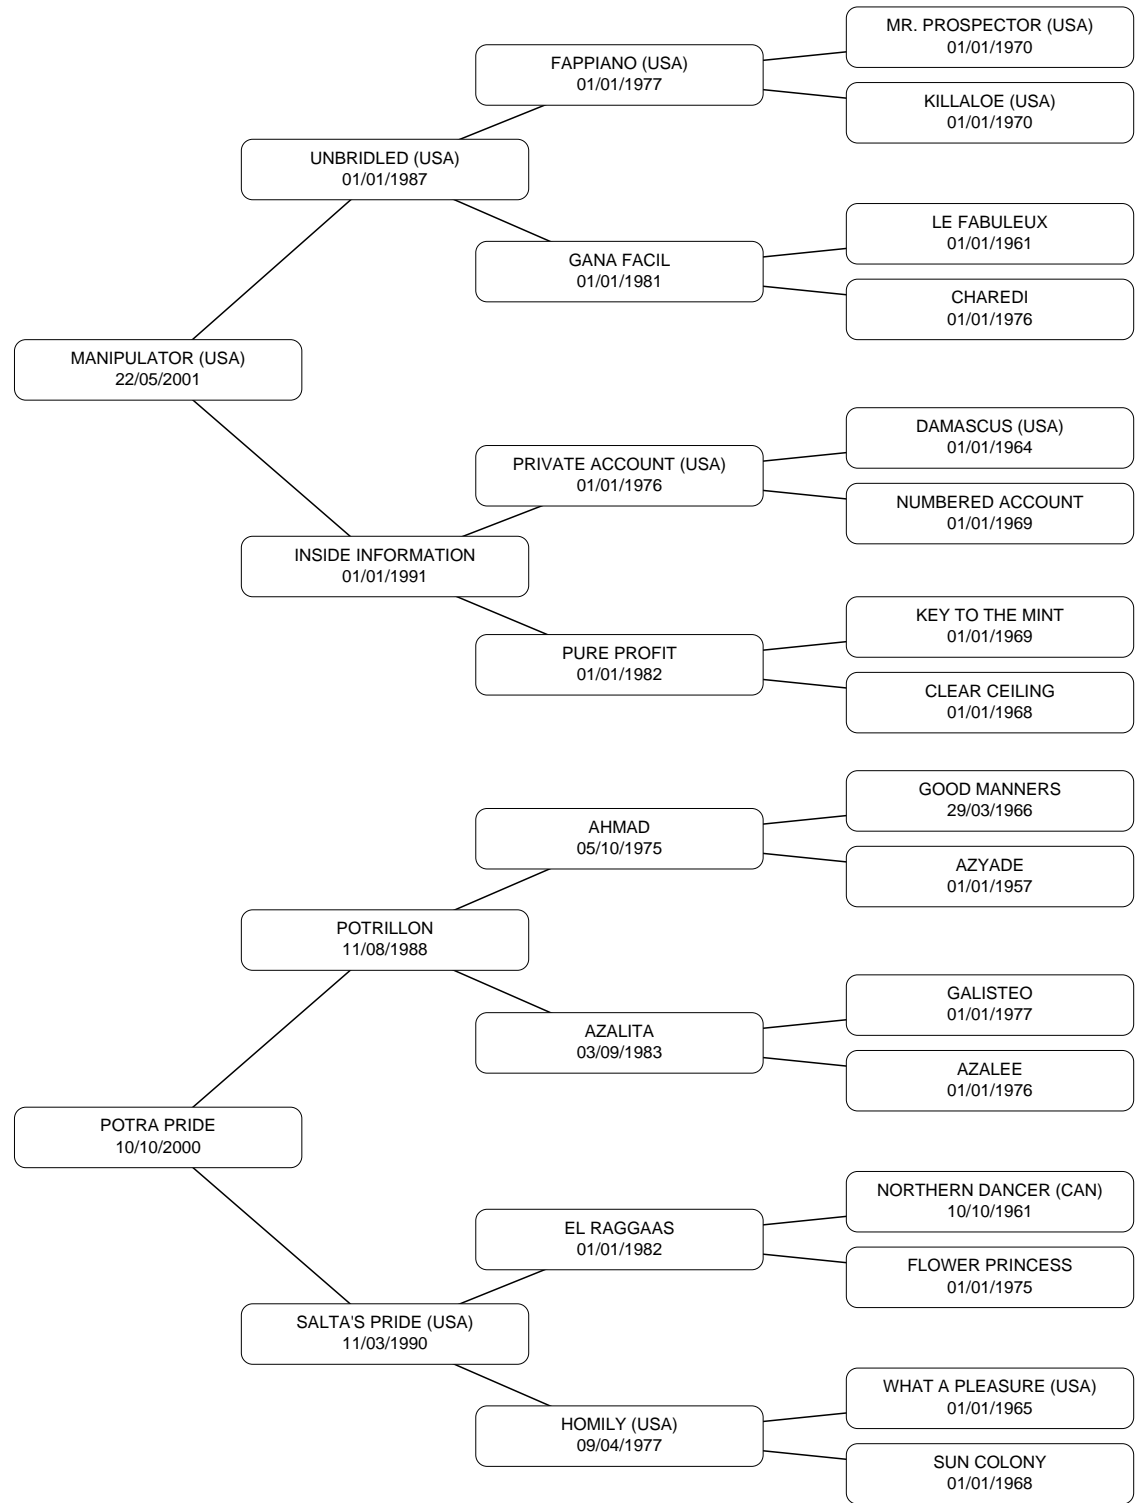 MR. PROSPECTOR (USA)
01/01/1970
FAPPIANO (USA)
01/01/1977
KILLALOE (USA)
01/01/1970
UNBRIDLED (USA)
01/01/1987
LE FABULEUX
01/01/1961
GANA FACIL
01/01/1981
CHAREDI
01/01/1976
MANIPULATOR (USA)
22/05/2001
DAMASCUS (USA)
01/01/1964
PRIVATE ACCOUNT (USA)
01/01/1976
NUMBERED ACCOUNT
01/01/1969
INSIDE INFORMATION
01/01/1991
KEY TO THE MINT
01/01/1969
PURE PROFIT
01/01/1982
CLEAR CEILING
01/01/1968
GOOD MANNERS
29/03/1966
AHMAD
05/10/1975
AZYADE
01/01/1957
POTRILLON
11/08/1988
GALISTEO
01/01/1977
AZALITA
03/09/1983
AZALEE
01/01/1976
POTRA PRIDE
10/10/2000
NORTHERN DANCER (CAN)
10/10/1961
EL RAGGAAS
01/01/1982
FLOWER PRINCESS
01/01/1975
SALTA'S PRIDE (USA)
11/03/1990
WHAT A PLEASURE (USA)
01/01/1965
HOMILY (USA)
09/04/1977
SUN COLONY
01/01/1968